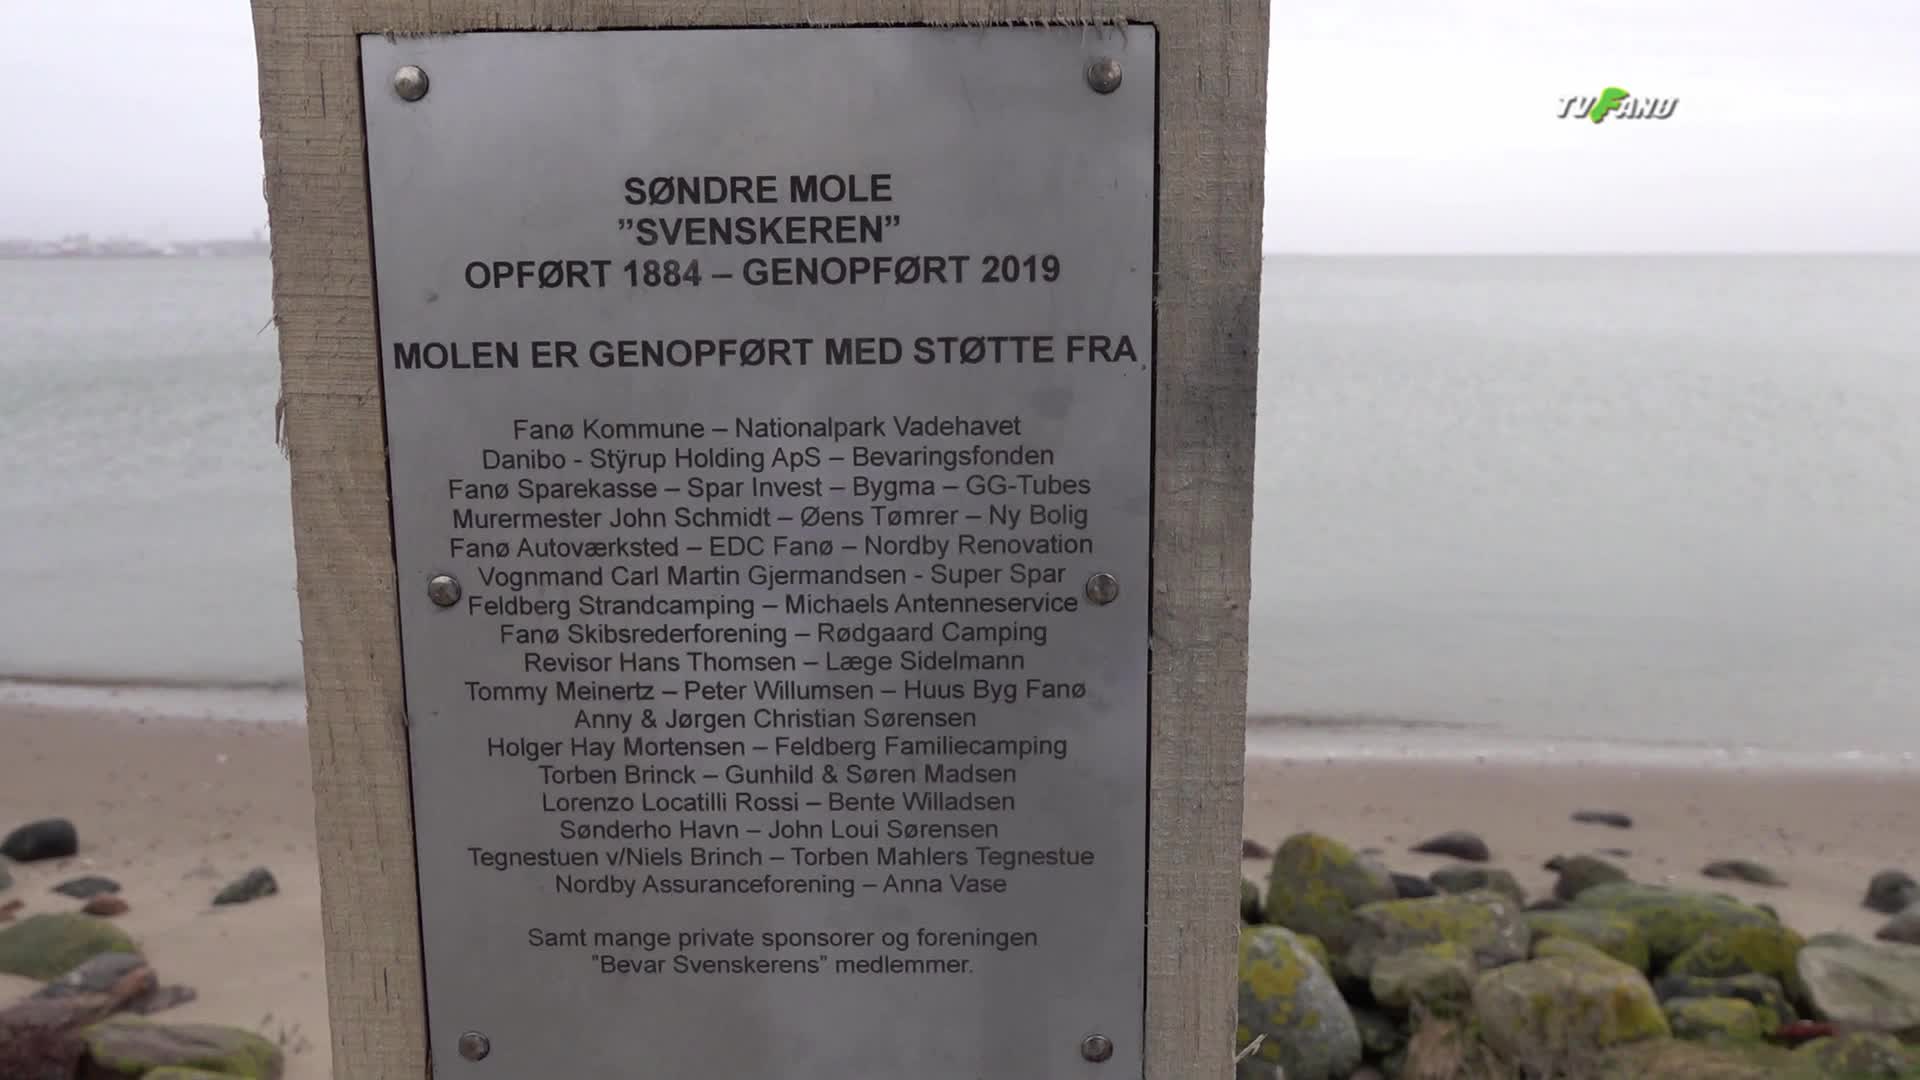 TV FANØ
SØNDRE MOLE
”SVENSKEREN”
OPFØRT 1884 – GENOPFØRT 2019
MOLEN ER GENOPFØRT MED STØTTE FRA
Fanø Kommune – Nationalpark Vadehavet
Danibo - Stÿrup Holding ApS – Bevaringsfonden
Fanø Sparekasse – Spar Invest – Bygma – GG-Tubes
Murermester John Schmidt – Øens Tømrer – Ny Bolig
Fanø Autoværksted – EDC Fanø – Nordby Renovation
Vognmand Carl Martin Gjermandsen - Super Spar
Feldberg Strandcamping – Michaels Antenneservice
Fanø Skibsrederforening – Rødgaard Camping
Revisor Hans Thomsen – Læge Sidelmann
Tommy Meinertz – Peter Willumsen – Huus Byg Fanø
Anny & Jørgen Christian Sørensen
Holger Hay Mortensen – Feldberg Familiecamping
Torben Brinck – Gunhild & Søren Madsen
Lorenzo Locatilli Rossi – Bente Willadsen
Sønderho Havn – John Loui Sørensen
Tegnestuen v/Niels Brinch – Torben Mahlers Tegnestue
Nordby Assuranceforening – Anna Vase
Samt mange private sponsorer og foreningen
”Bevar Svenskerens” medlemmer.